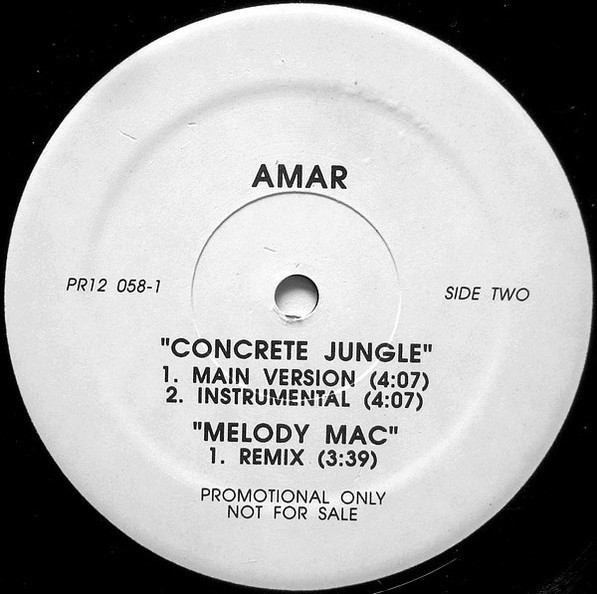 AMAR
PR12 058-1
SIDE TWO
"CONCRETE JUNGLE"
1. MAIN VERSION (4:07)
2. INSTRUMENTAL (4:07)
"MELODY MAC"
1. REMIX (3:39)
PROMOTIONAL ONLY
NOT FOR SALE